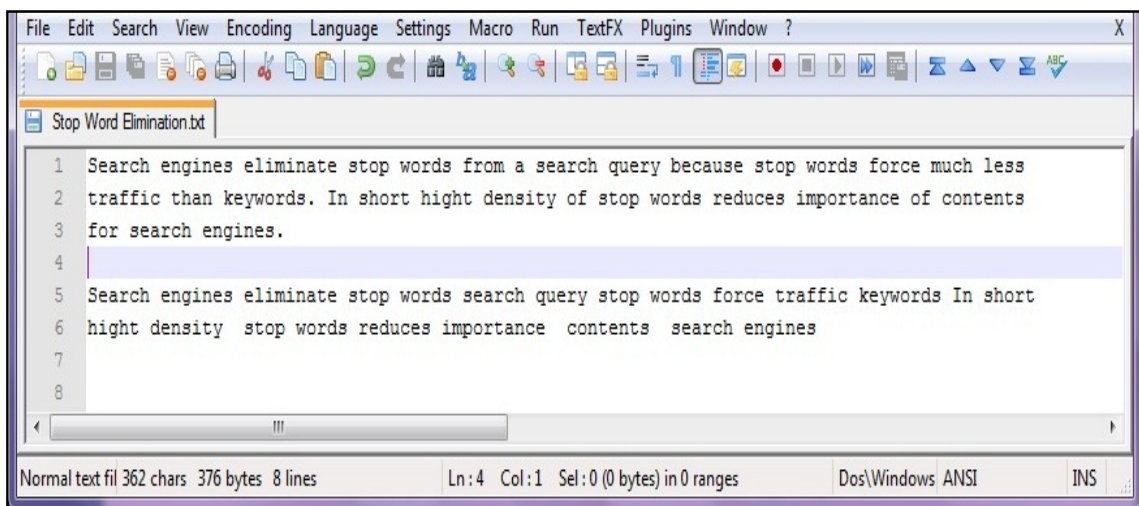 File Edit Search View Encoding Language Settings Macro Run TextFX Plugins Window ? X
ABC
Stop Word Elimination.txt
1 Search engines eliminate stop words from a search query because stop words force much less
2 traffic than keywords. In short hight density of stop words reduces importance of contents
3 for search engines.
4
5 Search engines eliminate stop words search query stop words force traffic keywords In short
6 hight density  stop words reduces importance  contents  search engines
7
8
Normal text fil 362 chars 376 bytes 8 lines Ln : 4 Col : 1 Sel : 0 (0 bytes) in 0 ranges Dos\Windows ANSI INS